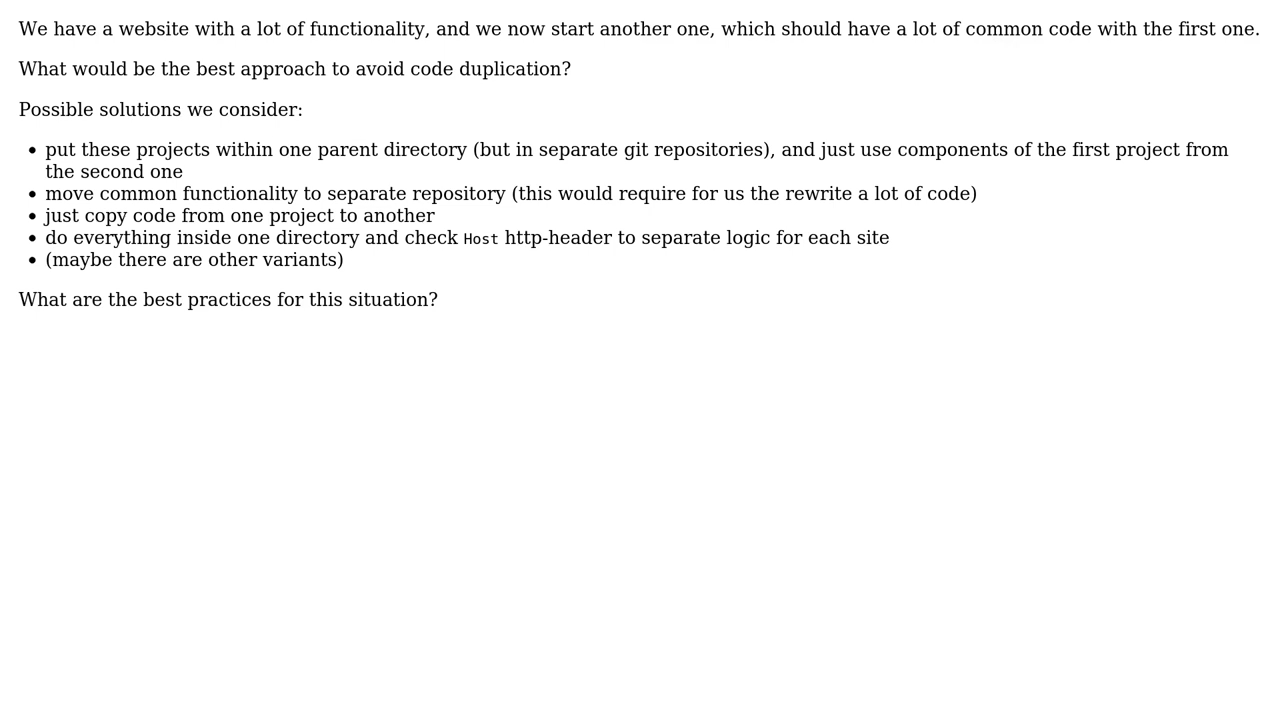 We have a website with a lot of functionality, and we now start another one, which should have a lot of common code with the first one.
What would be the best approach to avoid code duplication?
Possible solutions we consider:
• put these projects within one parent directory (but in separate git repositories), and just use components of the first project from
the second one
• move common functionality to separate repository (this would require for us the rewrite a lot of code)
• just copy code from one project to another
• do everything inside one directory and check Host http-header to separate logic for each site
• (maybe there are other variants)
What are the best practices for this situation?